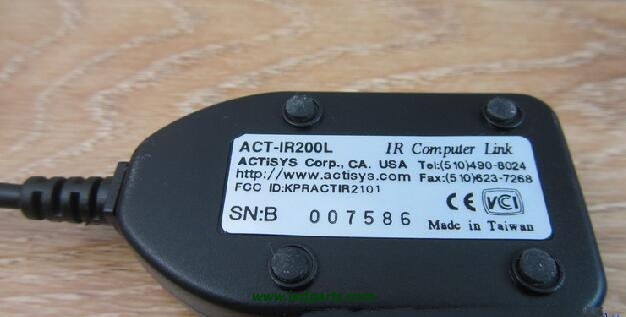 ACT-IR200L IR Computer Link
ACTiSYS Corp., CA. USA Tel:(510)490-8024
http://www.actisys.com Fax:(510)623-7268
FCC ID:KPRACTIR2101
SN:B 007586
CE VCI
Made in Taiwan